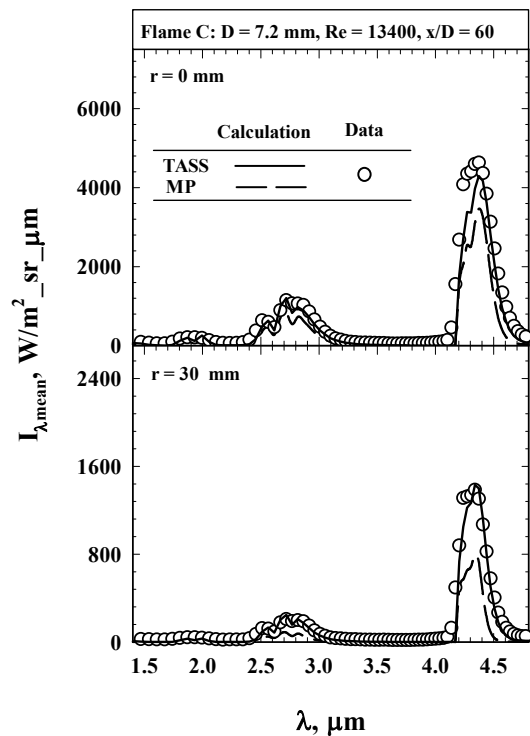 Flame C: D = 7.2 mm, Re = 13400, x/D = 60
r = 0 mm
Calculation Data
TASS
MP
6000
4000
2000
0
r = 30 mm
2400
1600
800
0
1.5 2.0 2.5 3.0 3.5 4.0 4.5
λ, μm
I λmean, W/m²_sr_μm